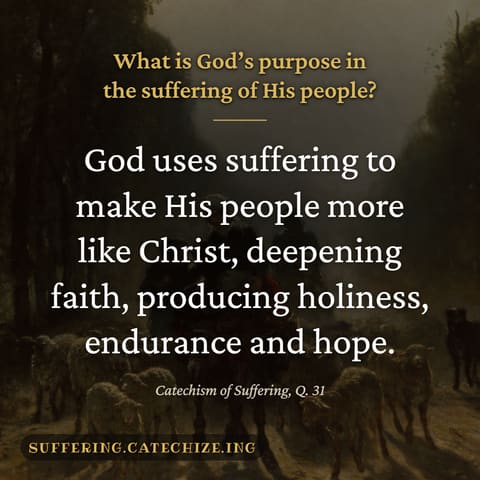 What is God’s purpose in
the suffering of His people?
God uses suffering to
make His people more
like Christ, deepening
faith, producing holiness,
endurance and hope.
Catechism of Suffering, Q. 31
SUFFERING.CATECHIZE.ING